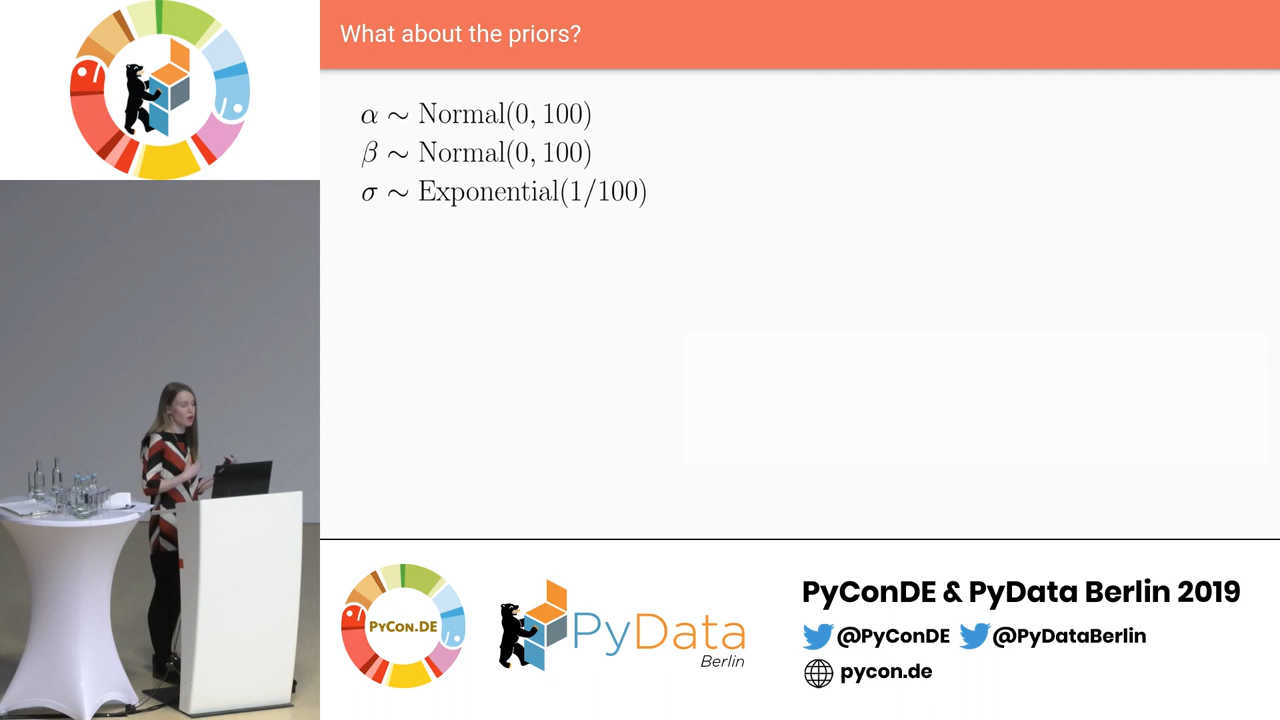 What about the priors?
α ~ Normal(0, 100)
β ~ Normal(0, 100)
σ ~ Exponential(1/100)
PyCon.DE
PyData
Berlin
PyConDE & PyData Berlin 2019
@PyConDE @PyDataBerlin
pycon.de